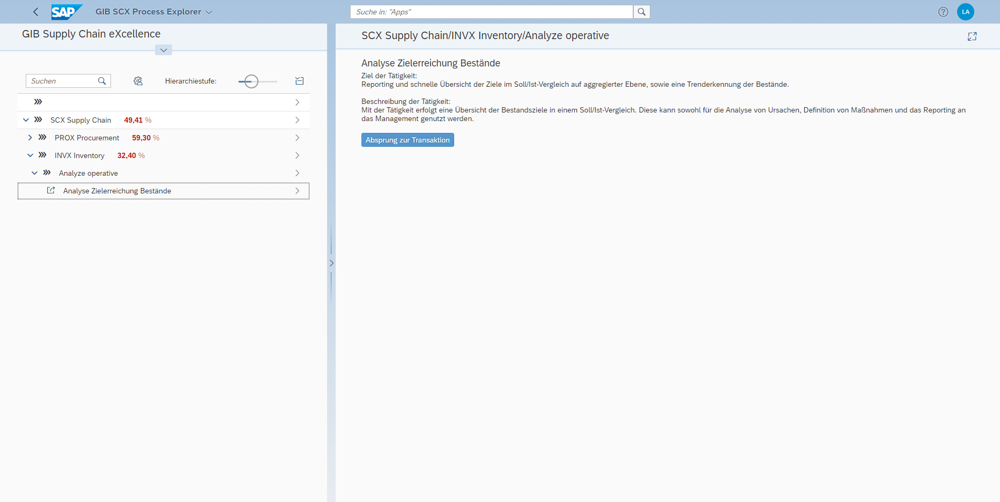 SAP GIB SCX Process Explorer
Suche in: "Apps"
LA
GIB Supply Chain eXcellence
Suchen
Hierarchiestufe:
SCX Supply Chain 49,41 %
PROX Procurement 59,30 %
INVX Inventory 32,40 %
Analyze operative
Analyse Zielerreichung Bestände
SCX Supply Chain/INVX Inventory/Analyze operative
Analyse Zielerreichung Bestände
Ziel der Tätigkeit:
Reporting und schnelle Übersicht der Ziele im Soll/Ist-Vergleich auf aggregierter Ebene, sowie eine Trenderkennung der Bestände.
Beschreibung der Tätigkeit:
Mit der Tätigkeit erfolgt eine Übersicht der Bestandsziele in einem Soll/Ist-Vergleich. Diese kann sowohl für die Analyse von Ursachen, Definition von Maßnahmen und das Reporting an
das Management genutzt werden.
Absprung zur Transaktion